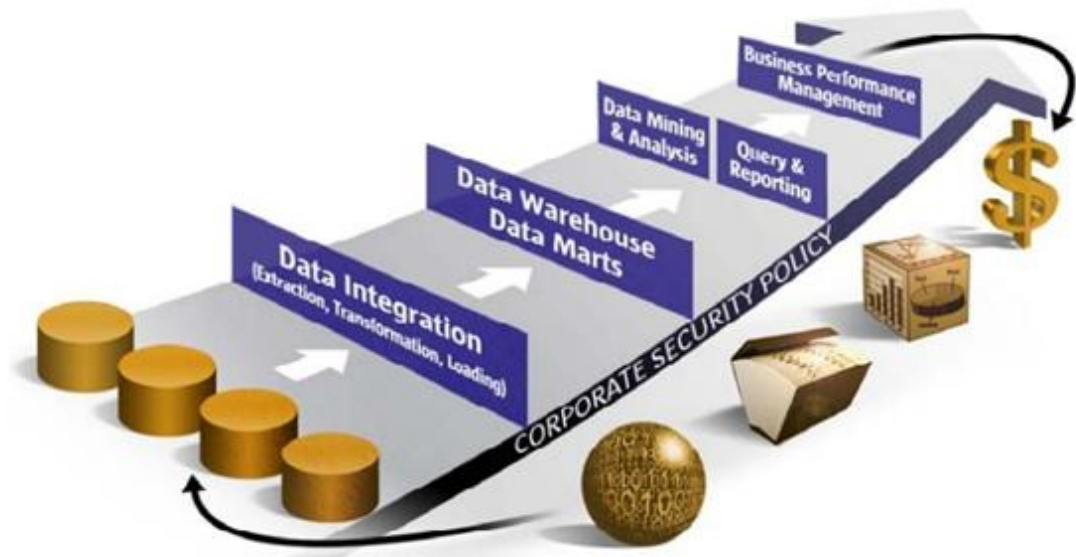 Data Integration
(Extraction, Transformation, Loading)
Data Warehouse
Data Marts
Data Mining
& Analysis
Query &
Reporting
Business Performance
Management
CORPORATE SECURITY POLICY